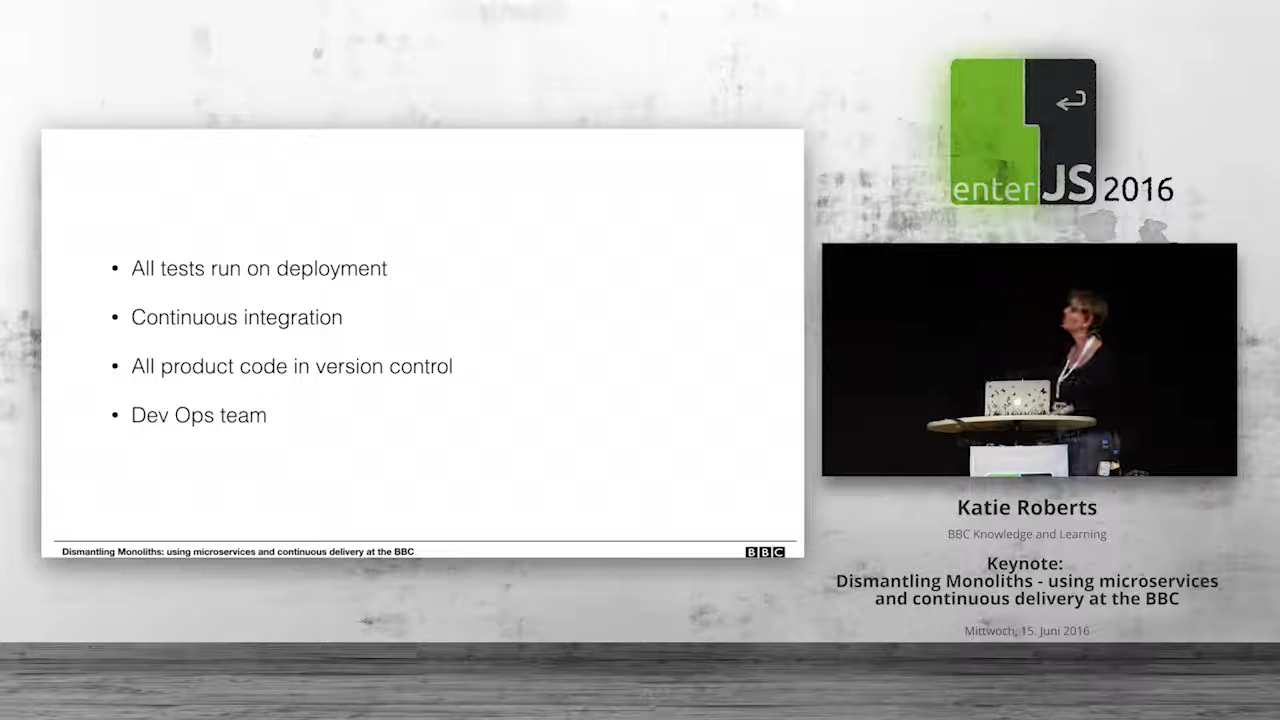 • All tests run on deployment
• Continuous integration
• All product code in version control
• Dev Ops team
Dismantling Monoliths: using microservices and continuous delivery at the BBC
BBC
enterJS 2016
Katie Roberts
BBC Knowledge and Learning
Keynote:
Dismantling Monoliths - using microservices
and continuous delivery at the BBC
Mittwoch, 15. Juni 2016